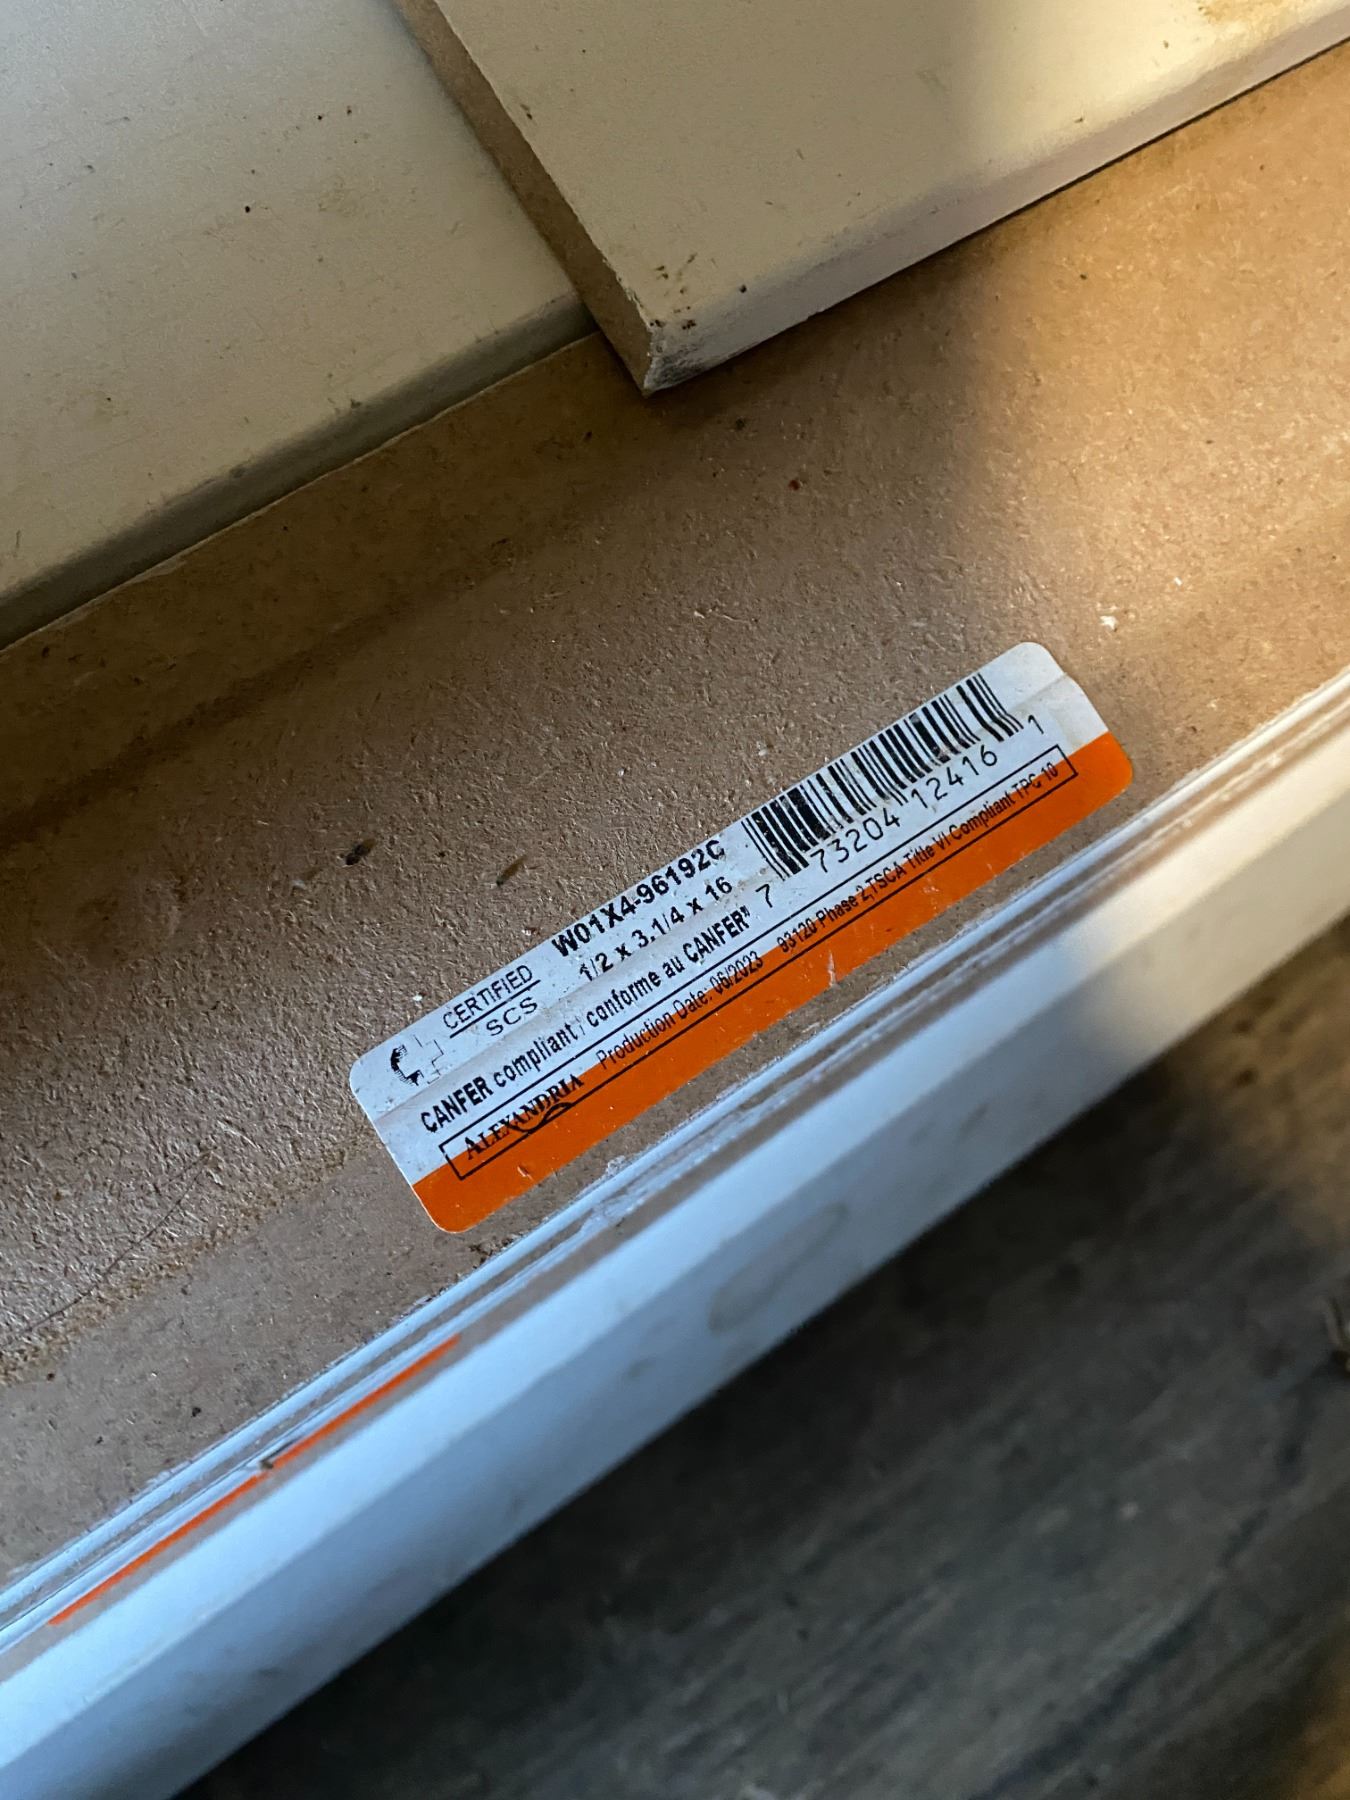 CERTIFIED
SCS
W01X4-96192C
1/2 x 3.1/4 x 16
7 73204 12416 1
CANFER compliant / conforme au CANFER"
ALEXANDRIA Production Date: 06/2023 93120 Phase 2,TSCA Title VI Compliant TPC 10